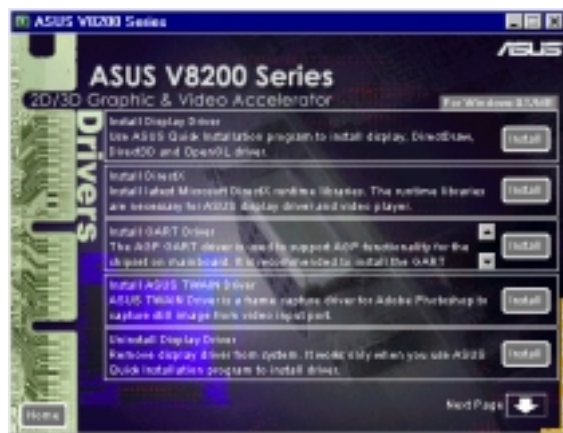 ASUS V8200 Series
ASUS
ASUS V8200 Series
2D/3D Graphic & Video Accelerator
For Windows 9X/ME
Drivers
Install Display Driver
Use ASUS Quick Installation program to install display, DirectDraw,
Direct3D and OpenGL driver.
Install
Install DirectX
Install latest Microsoft DirectX runtime libraries. The runtime libraries
are necessary for ASUS display driver and video player.
Install
Install GART Driver
The AGP GART driver is used to support AGP functionality for the
chipset on mainboard. It is recommended to install the GART
Install
Install ASUS TWAIN Driver
ASUS TWAIN Driver is a frame capture driver for Adobe Photoshop to
capture still image from video input port.
Install
Uninstall Display Driver
Remove display driver from system. It works only when you use ASUS
Quick Installation program to install driver.
Install
Next Page
Home